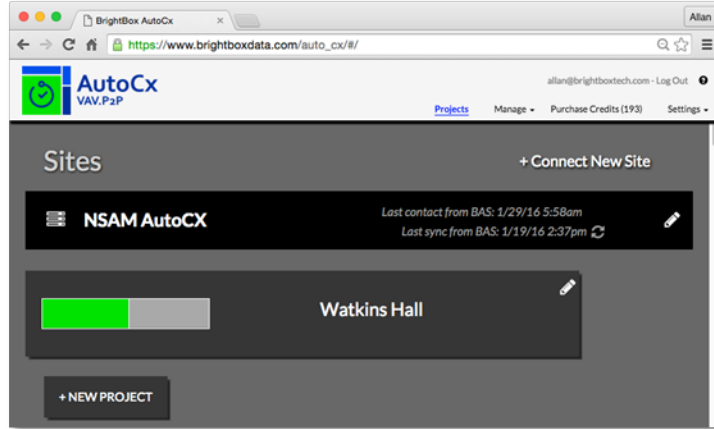 BrightBox AutoCx
Allan
https://www.brightboxdata.com/auto_cx/#/
AutoCx
VAV.P2P
allan@brightboxtech.com - Log Out
Projects Manage Purchase Credits (193) Settings
Sites
+ Connect New Site
NSAM AutoCX
Last contact from BAS: 1/29/16 5:58am
Last sync from BAS: 1/19/16 2:37pm
Watkins Hall
+ NEW PROJECT